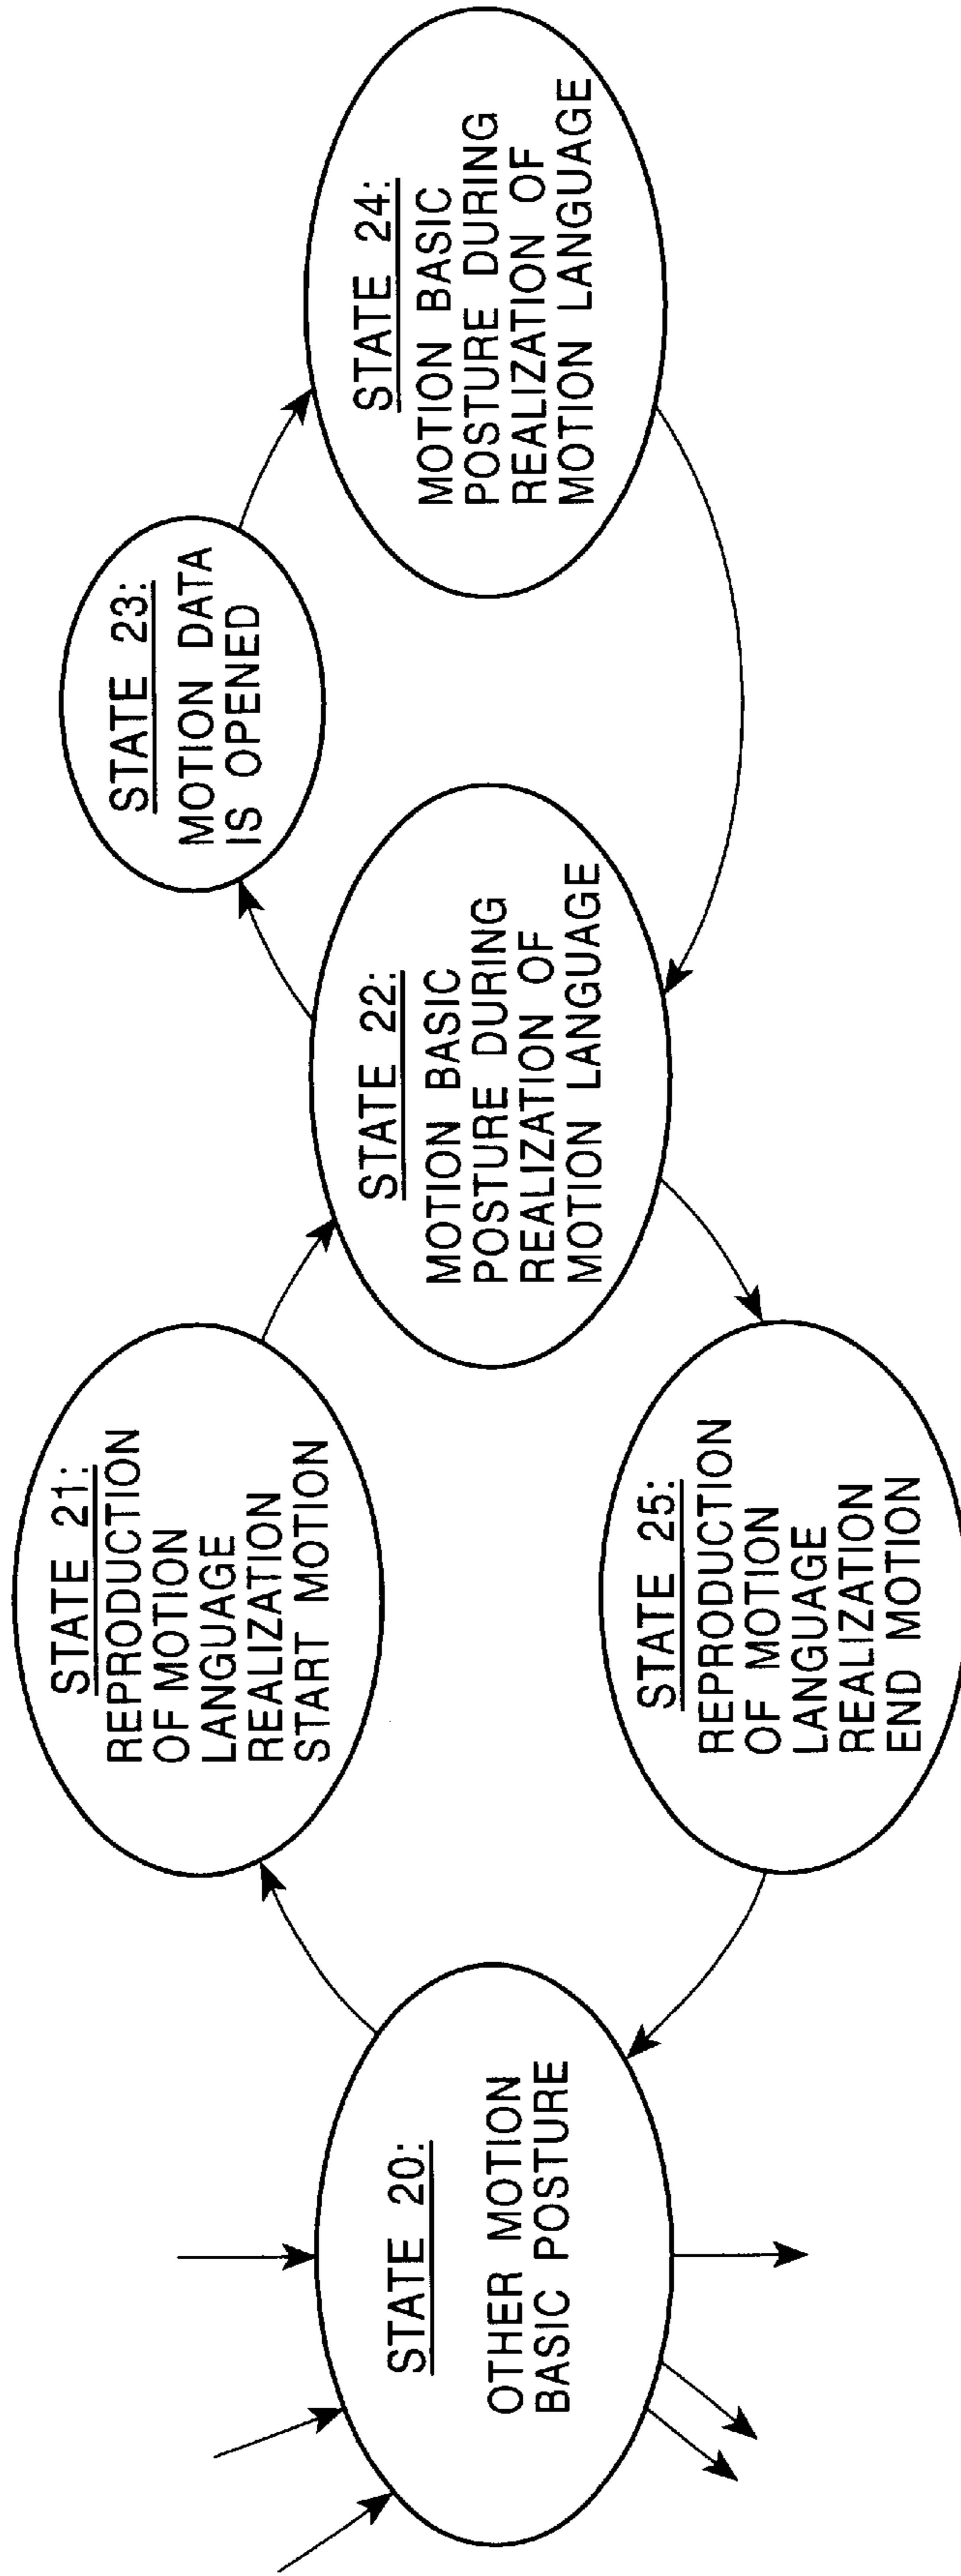 STATE 20:
OTHER MOTION
BASIC POSTURE
STATE 21:
REPRODUCTION
OF MOTION
LANGUAGE
REALIZATION
START MOTION
STATE 22:
MOTION BASIC
POSTURE DURING
REALIZATION OF
MOTION LANGUAGE
STATE 23:
MOTION DATA
IS OPENED
STATE 24:
MOTION BASIC
POSTURE DURING
REALIZATION OF
MOTION LANGUAGE
STATE 25:
REPRODUCTION
OF MOTION
LANGUAGE
REALIZATION
END MOTION